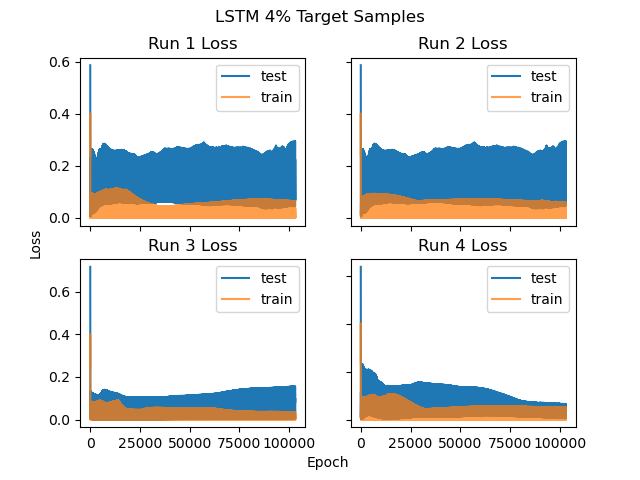 LSTM 4% Target Samples
Run 1 Loss
Run 2 Loss
0.6
0.4
0.2
0.0
test
train
test
train
Loss
Run 3 Loss
Run 4 Loss
0.6
0.4
0.2
0.0
test
train
test
train
0 25000 50000 75000 100000
0 25000 50000 75000 100000
Epoch